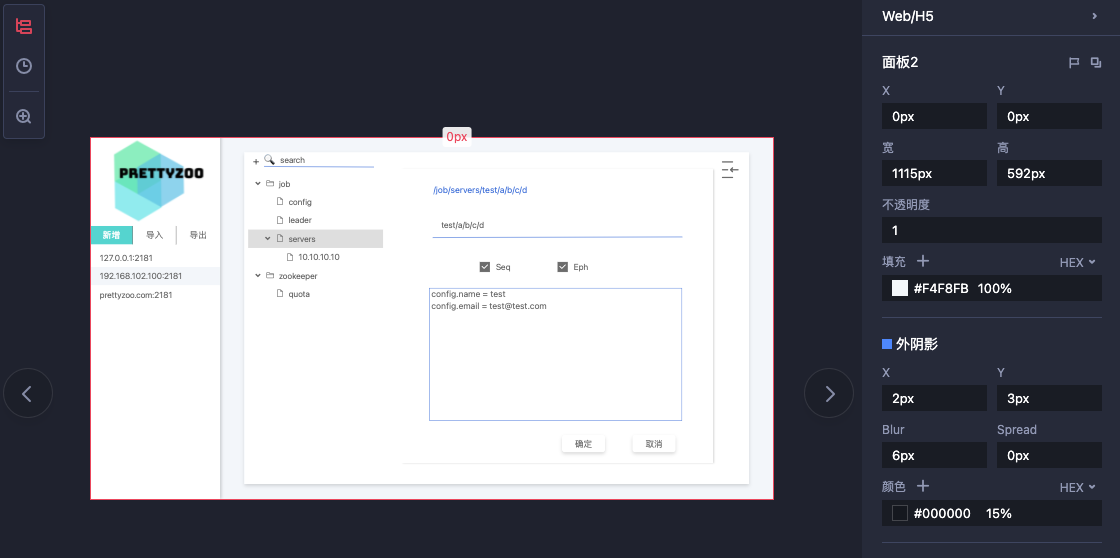 0px
PRETTYZOO
新增 导入 导出
127.0.0.1:2181
192.168.102.100:2181
prettyzoo.com:2181
+ search
job
config
leader
servers
10.10.10.10
zookeeper
quota
/job/servers/test/a/b/c/d
test/a/b/c/d
Seq Eph
config.name = test
config.email = test@test.com
确定 取消
Web/H5
面板2
X Y
0px 0px
宽 高
1115px 592px
不透明度
1
填充 HEX
#F4F8FB 100%
外阴影
X Y
2px 3px
Blur Spread
6px 0px
颜色 HEX
#000000 15%